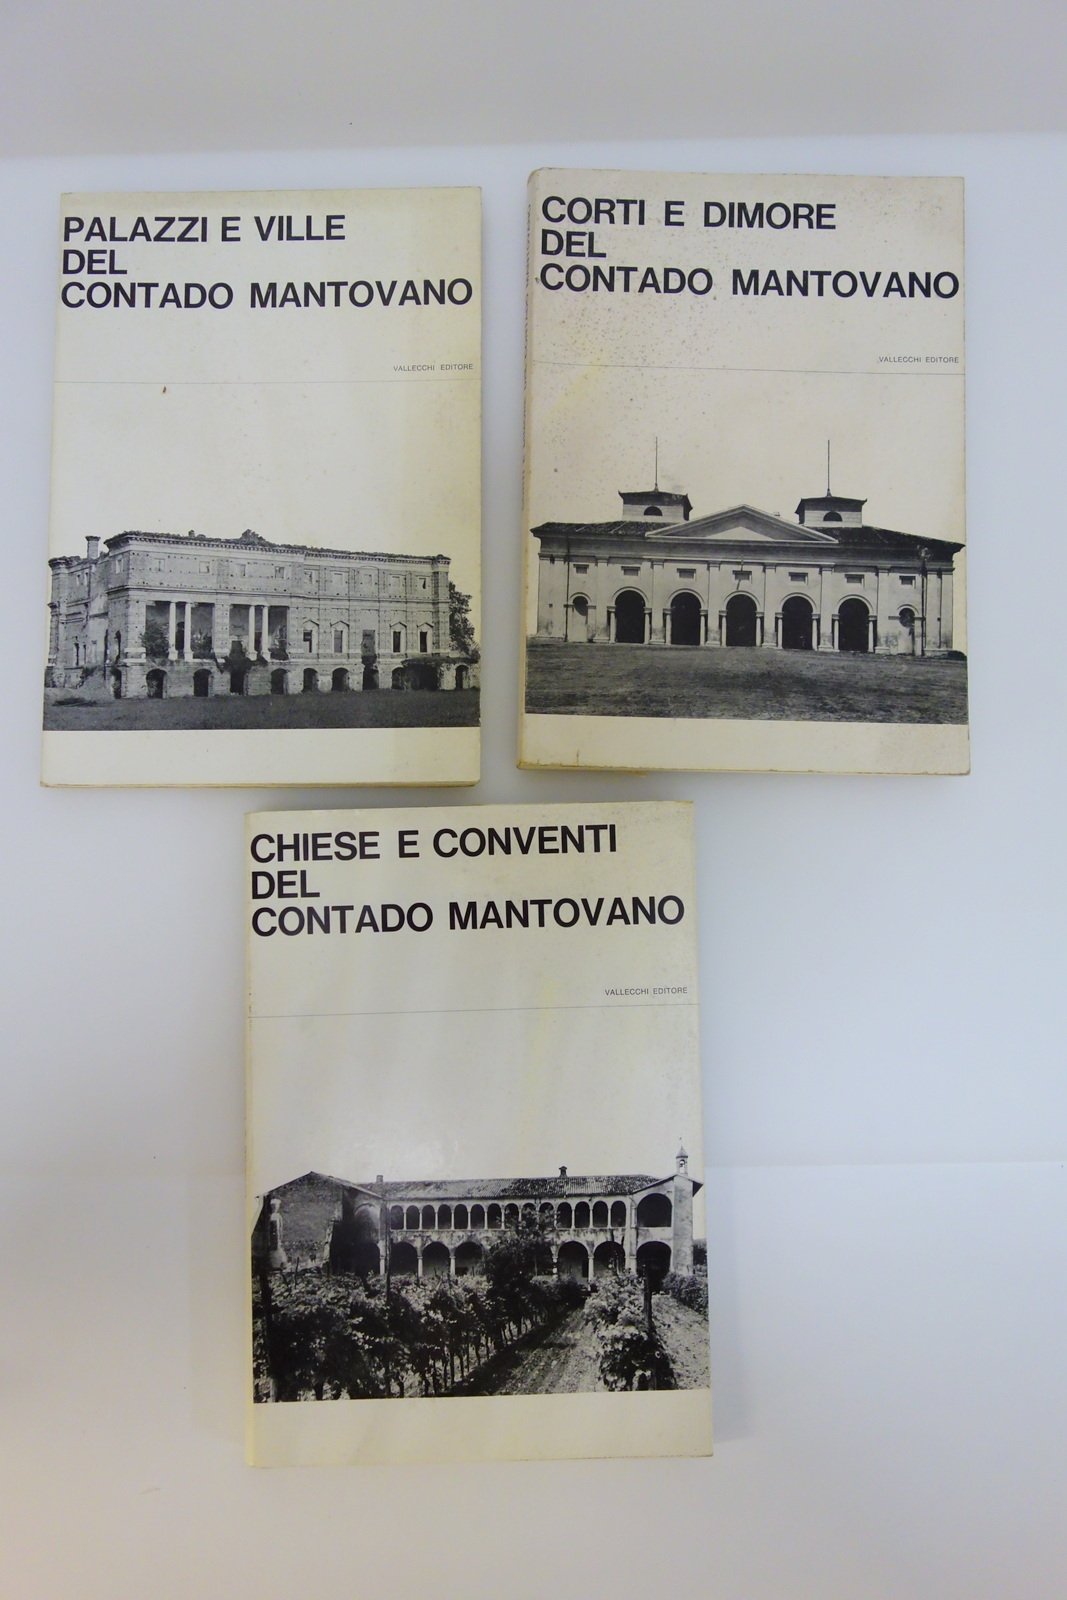 PALAZZI E VILLE
DEL
CONTADO MANTOVANO
VALLECCHI EDITORE
CORTI E DIMORE
DEL
CONTADO MANTOVANO
VALLECCHI EDITORE
CHIESE E CONVENTI
DEL
CONTADO MANTOVANO
VALLECCHI EDITORE